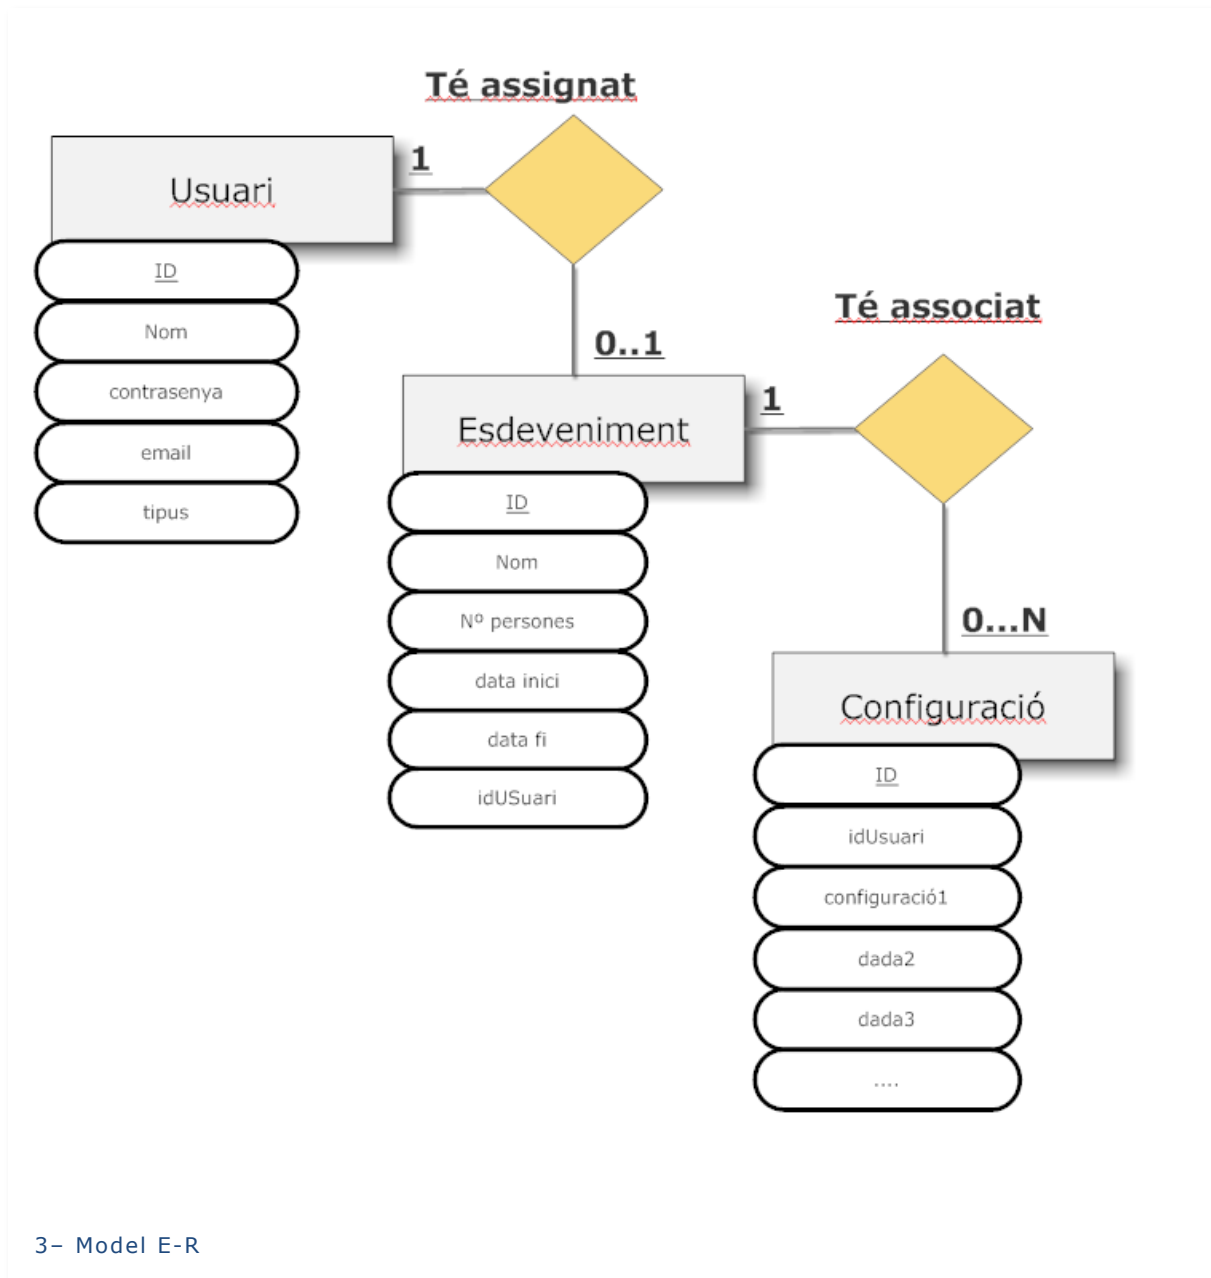 Té assignat
1
Usuari
ID
Nom
contrasenya
email
tipus
0..1
Té associat
1
Esdeveniment
ID
Nom
Nº persones
data inici
data fi
idUSuari
0...N
Configuració
ID
idUsuari
configuració1
dada2
dada3
....
3– Model E-R